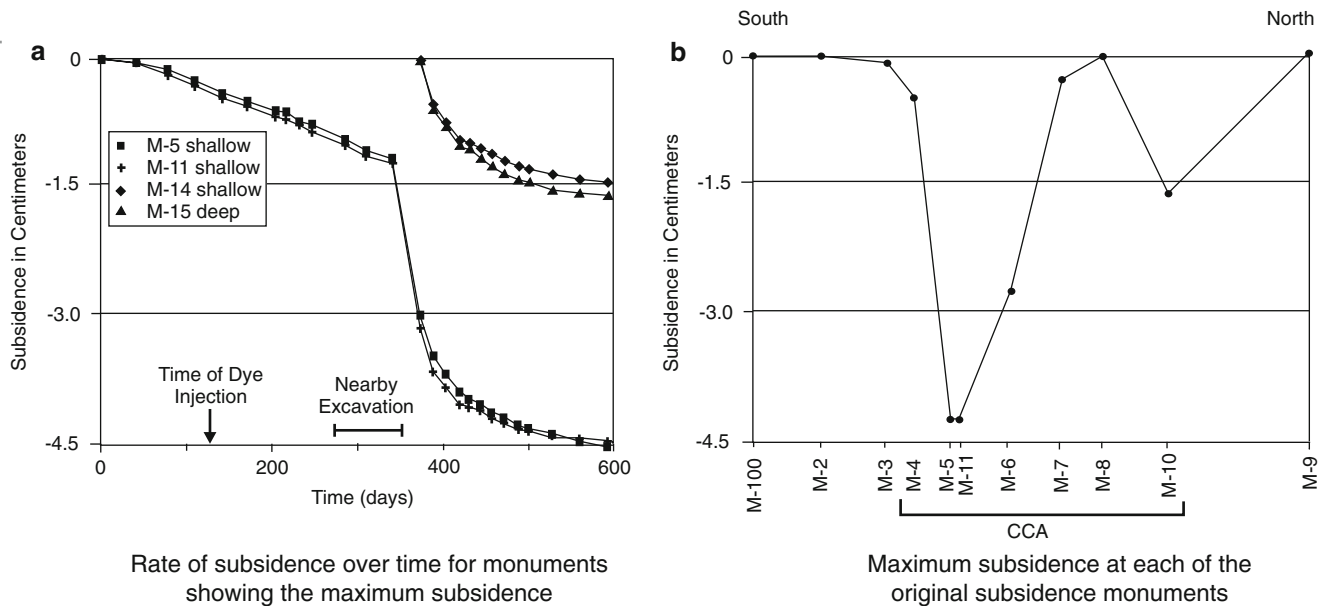 a
Subsidence in Centimeters
0
-1.5
-3.0
-4.5
M-5 shallow
M-11 shallow
M-14 shallow
M-15 deep
Time of Dye
Injection
Nearby
Excavation
0
200
400
600
Time (days)
Rate of subsidence over time for monuments
showing the maximum subsidence
South
North
b
Subsidence in Centimeters
0
-1.5
-3.0
-4.5
M-100
M-2
M-3
M-4
M-5
M-11
M-6
M-7
M-8
M-10
M-9
CCA
Maximum subsidence at each of the
original subsidence monuments